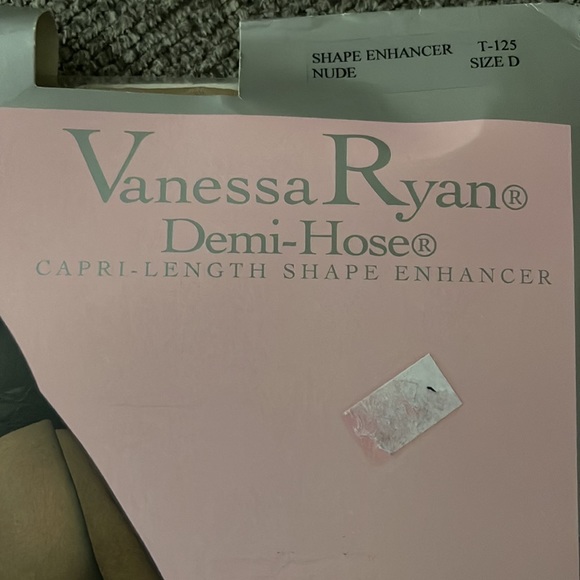 SHAPE ENHANCER T-125
NUDE SIZE D
Vanessa Ryan®
Demi-Hose®
CAPRI-LENGTH SHAPE ENHANCER